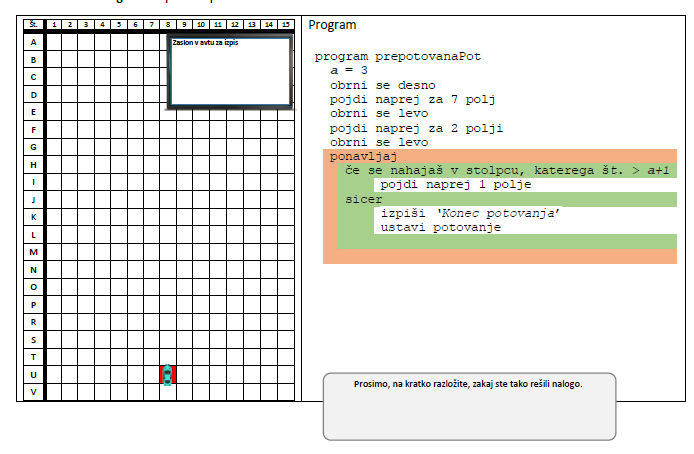 Program
Št. 1 2 3 4 5 6 7 8 9 10 11 12 13 14 15
A
B
C
D
E
F
G
H
I
J
K
L
M
N
O
P
R
S
T
U
V
Zaslon v avtu za izpis
program prepotovanaPot
a = 3
obrni se desno
pojdi naprej za 7 polj
obrni se levo
pojdi naprej za 2 polji
obrni se levo
ponavljaj
če se nahajaš v stolpcu, katerega št. > a+1
pojdi naprej 1 polje
sicer
izpiši ‘Konec potovanja’
ustavi potovanje
Prosimo, na kratko razložite, zakaj ste tako rešili nalogo.